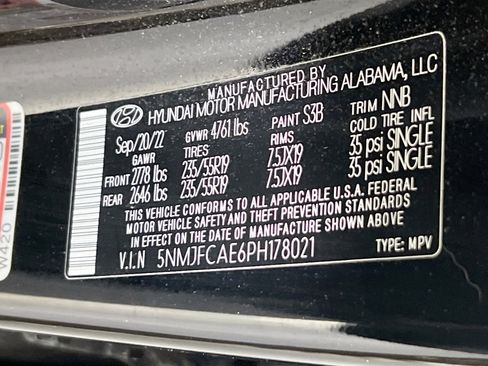 MANUFACTURED BY
HYUNDAI MOTOR MANUFACTURING ALABAMA, LLC
Sep/20/22 GVWR 4761 lbs PAINT S3B TRIM NNB
GAWR TIRES RIMS COLD TIRE INFL
FRONT 2778 lbs 235/55R19 7.5JX19 35 psi SINGLE
REAR 2646 lbs 235/55R19 7.5JX19 35 psi SINGLE
THIS VEHICLE CONFORMS TO ALL APPLICABLE U.S.A. FEDERAL
MOTOR VEHICLE SAFETY AND THEFT PREVENTION STANDARDS
IN EFFECT ON THE DATE OF MANUFACTURE SHOWN ABOVE.
V.I.N 5NMJFCAE6PH178021 TYPE: MPV
W420